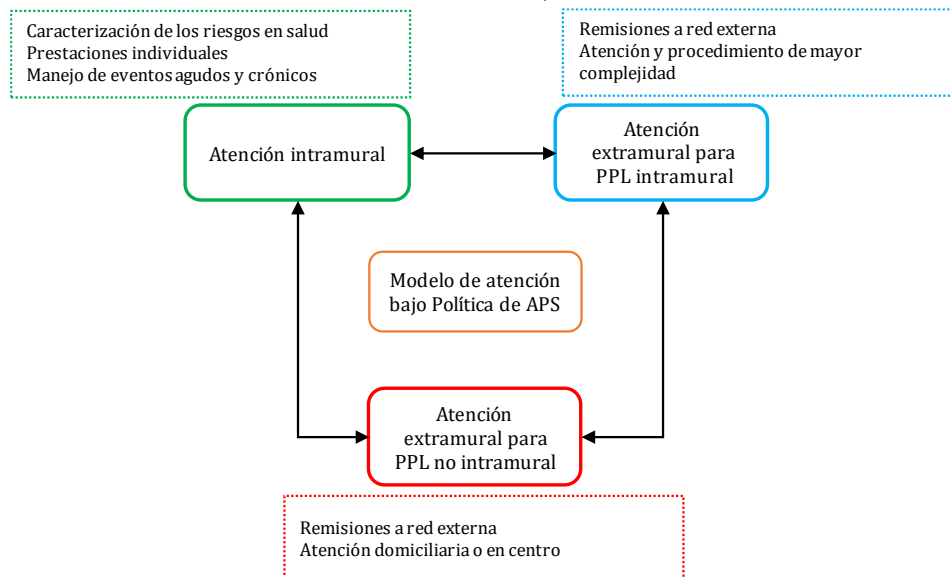 Caracterización de los riesgos en salud
Prestaciones individuales
Manejo de eventos agudos y crónicos
Remisiones a red externa
Atención y procedimiento de mayor
complejidad
Atención intramural
Atención
extramural para
PPL intramural
Modelo de atención
bajo Política de APS
Atención
extramural para
PPL no intramural
Remisiones a red externa
Atención domiciliaria o en centro